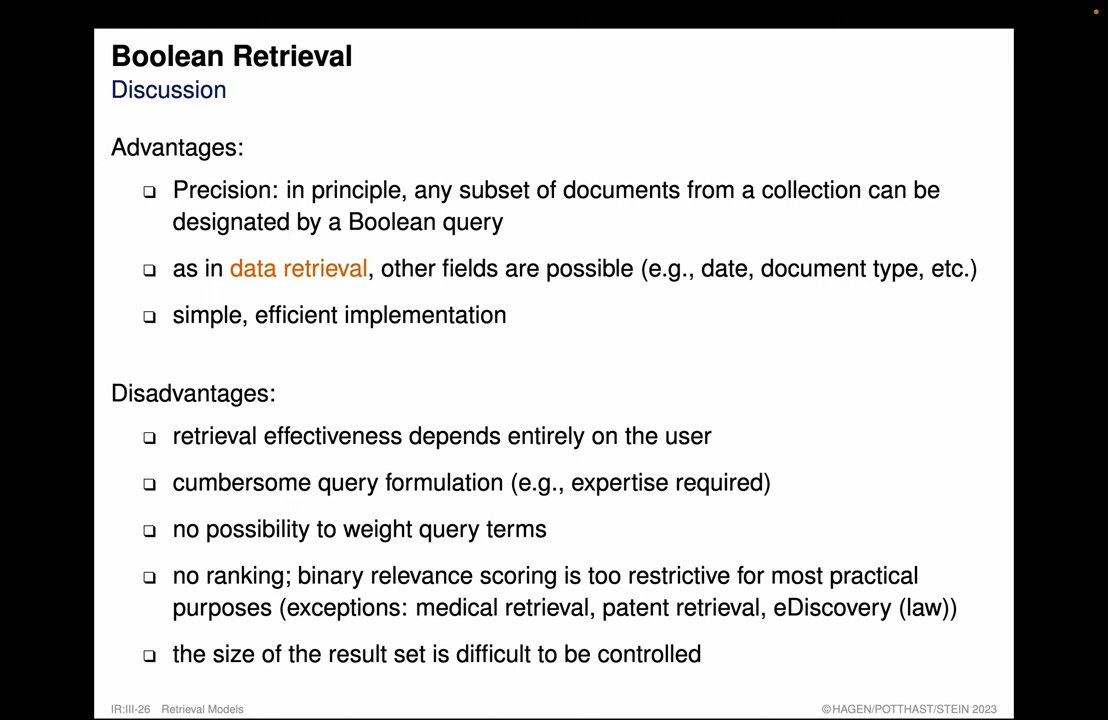 Boolean Retrieval
Discussion
Advantages:
❑ Precision: in principle, any subset of documents from a collection can be
designated by a Boolean query
❑ as in data retrieval, other fields are possible (e.g., date, document type, etc.)
❑ simple, efficient implementation
Disadvantages:
❑ retrieval effectiveness depends entirely on the user
❑ cumbersome query formulation (e.g., expertise required)
❑ no possibility to weight query terms
❑ no ranking; binary relevance scoring is too restrictive for most practical
purposes (exceptions: medical retrieval, patent retrieval, eDiscovery (law))
❑ the size of the result set is difficult to be controlled
IR:III-26 Retrieval Models ©HAGEN/POTTHAST/STEIN 2023